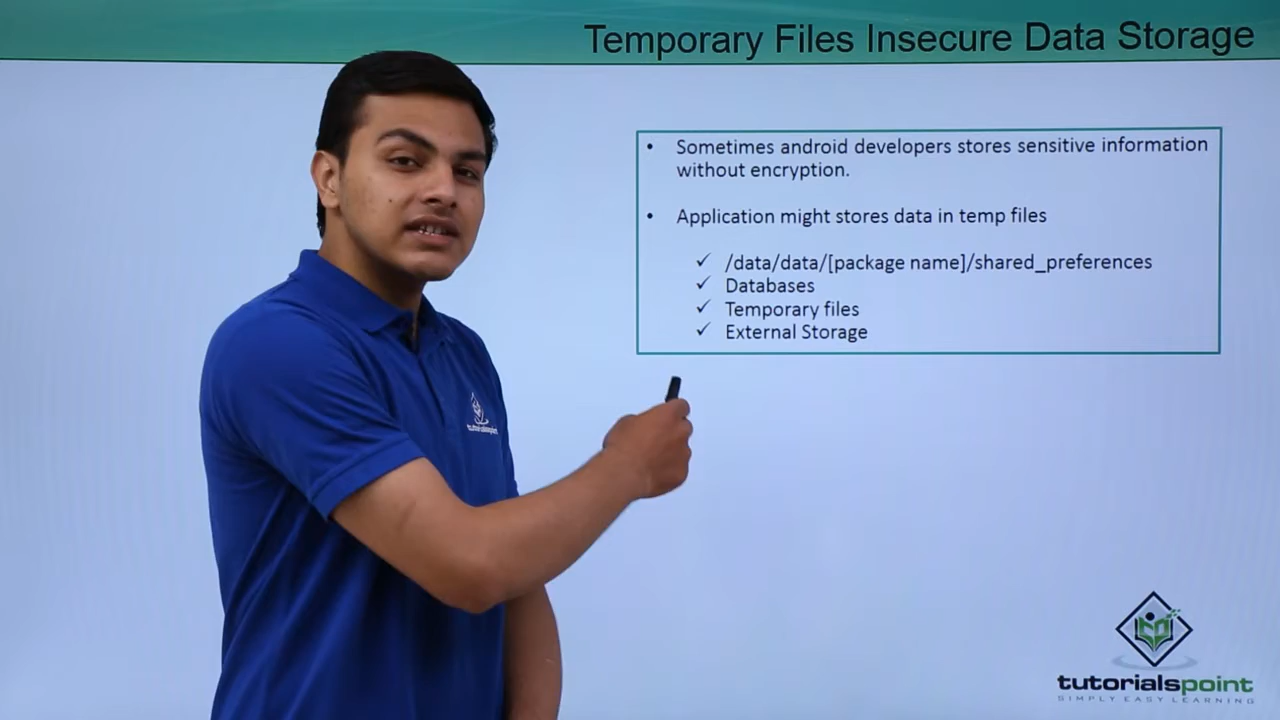 Temporary Files Insecure Data Storage
• Sometimes android developers stores sensitive information
without encryption.
• Application might stores data in temp files
✓ /data/data/[package name]/shared_preferences
✓ Databases
✓ Temporary files
✓ External Storage
tutorialspoint
tutorialspoint
SIMPLY EASY LEARNING